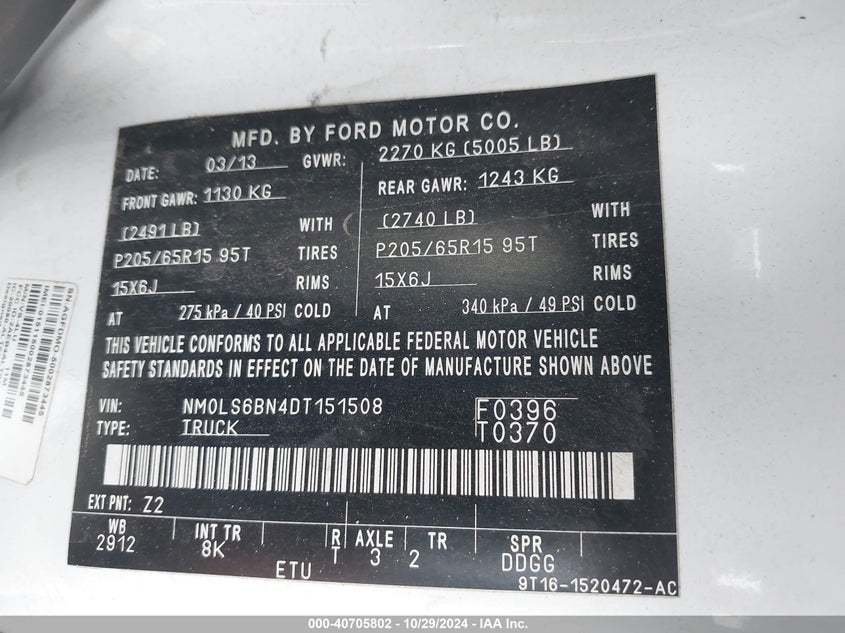 MFD. BY FORD MOTOR CO.
DATE: 03/13 GVWR: 2270 KG (5005 LB)
FRONT GAWR: 1130 KG REAR GAWR: 1243 KG
(2491 LB) WITH (2740 LB) WITH
P205/65R15 95T TIRES P205/65R15 95T TIRES
15X6J RIMS 15X6J RIMS
AT 275 kPa / 40 PSI COLD AT 340 kPa / 49 PSI COLD
THIS VEHICLE CONFORMS TO ALL APPLICABLE FEDERAL MOTOR VEHICLE
SAFETY STANDARDS IN EFFECT ON THE DATE OF MANUFACTURE SHOWN ABOVE
VIN: NM0LS6BN4DT151508 F0396
TYPE: TRUCK T0370
EXT PNT: Z2
WB INT TR R AXLE TR SPR
2912 8K T 3 2 DDGG
ETU 9T16-1520472-AC
000-40705802 - 10/29/2024 - IAA Inc.